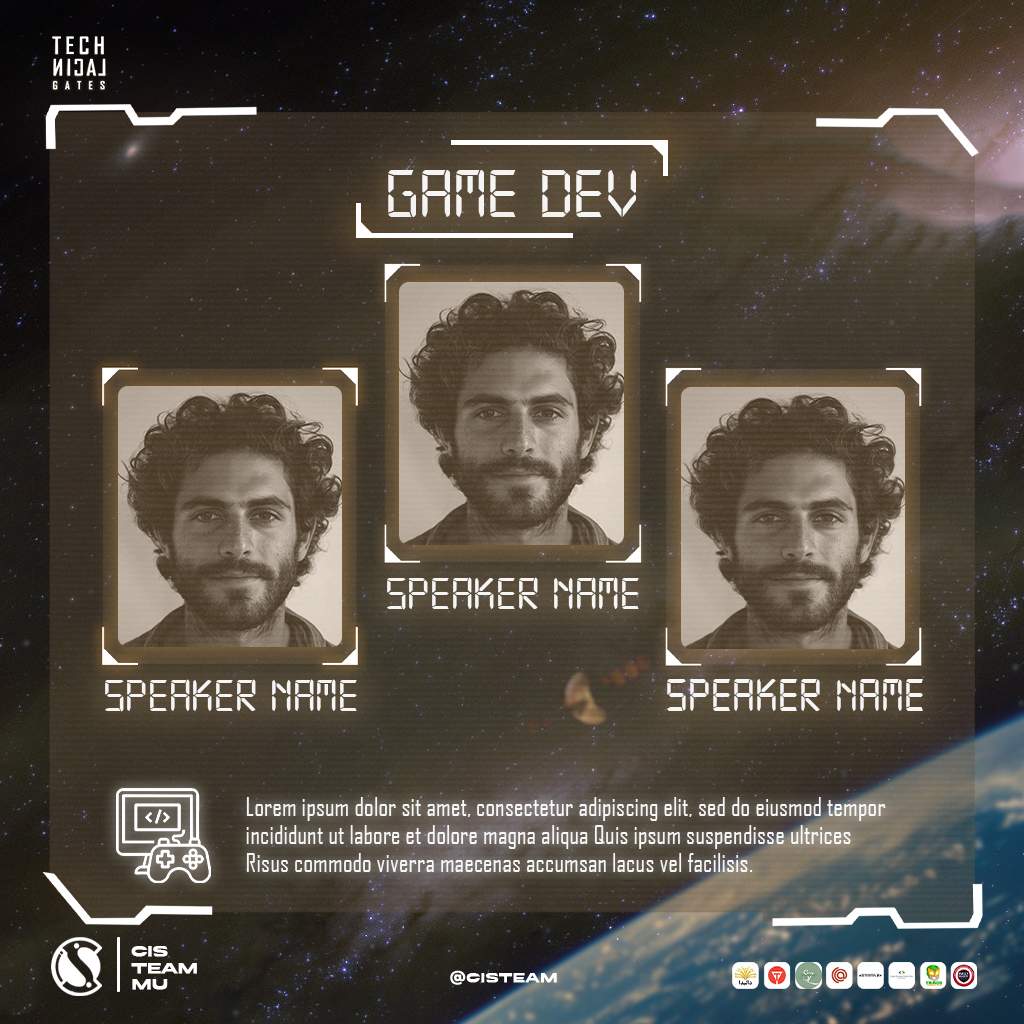 TECH
NICAL
GATES
GAME DEV
SPEAKER NAME
SPEAKER NAME
SPEAKER NAME
</>
Lorem ipsum dolor sit amet, consectetur adipiscing elit, sed do eiusmod tempor
incididunt ut labore et dolore magna aliqua Quis ipsum suspendisse ultrices
Risus commodo viverra maecenas accumsan lacus vel facilisis.
CIS
TEAM
MU
@CISTEAM